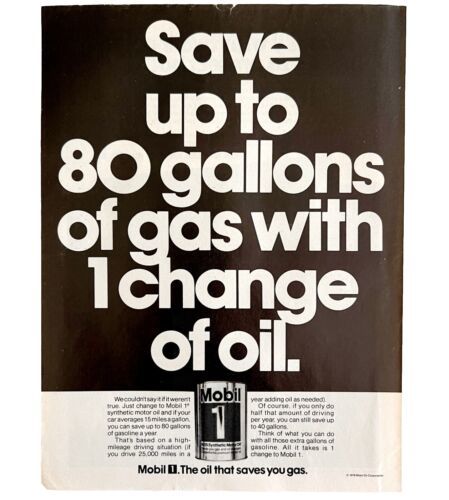 Save
up to
80 gallons
of gas with
1 change
of oil.
We couldn't say it if it weren't
true. Just change to Mobil 1®
synthetic motor oil and if your
car averages 15 miles a gallon,
you can save up to 80 gallons
of gasoline a year.
That's based on a high-
mileage driving situation (if
you drive 25,000 miles in a
Mobil
1
year adding oil as needed).
Of course, if you only do
half that amount of driving
per year, you can still save up
to 40 gallons.
Think of what you can do
with all those extra gallons of
gasoline. All it takes is 1
change to Mobil 1.
Mobil 1. The oil that saves you gas.